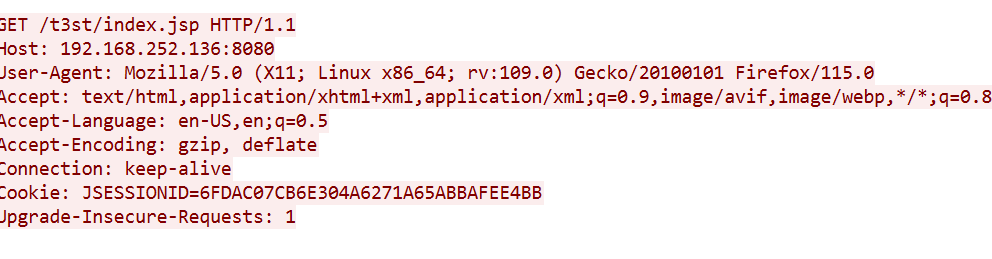 GET /t3st/index.jsp HTTP/1.1
Host: 192.168.252.136:8080
User-Agent: Mozilla/5.0 (X11; Linux x86_64; rv:109.0) Gecko/20100101 Firefox/115.0
Accept: text/html,application/xhtml+xml,application/xml;q=0.9,image/avif,image/webp,*/*;q=0.8
Accept-Language: en-US,en;q=0.5
Accept-Encoding: gzip, deflate
Connection: keep-alive
Cookie: JSESSIONID=6FDAC07CB6E304A6271A65ABBAFEE4BB
Upgrade-Insecure-Requests: 1